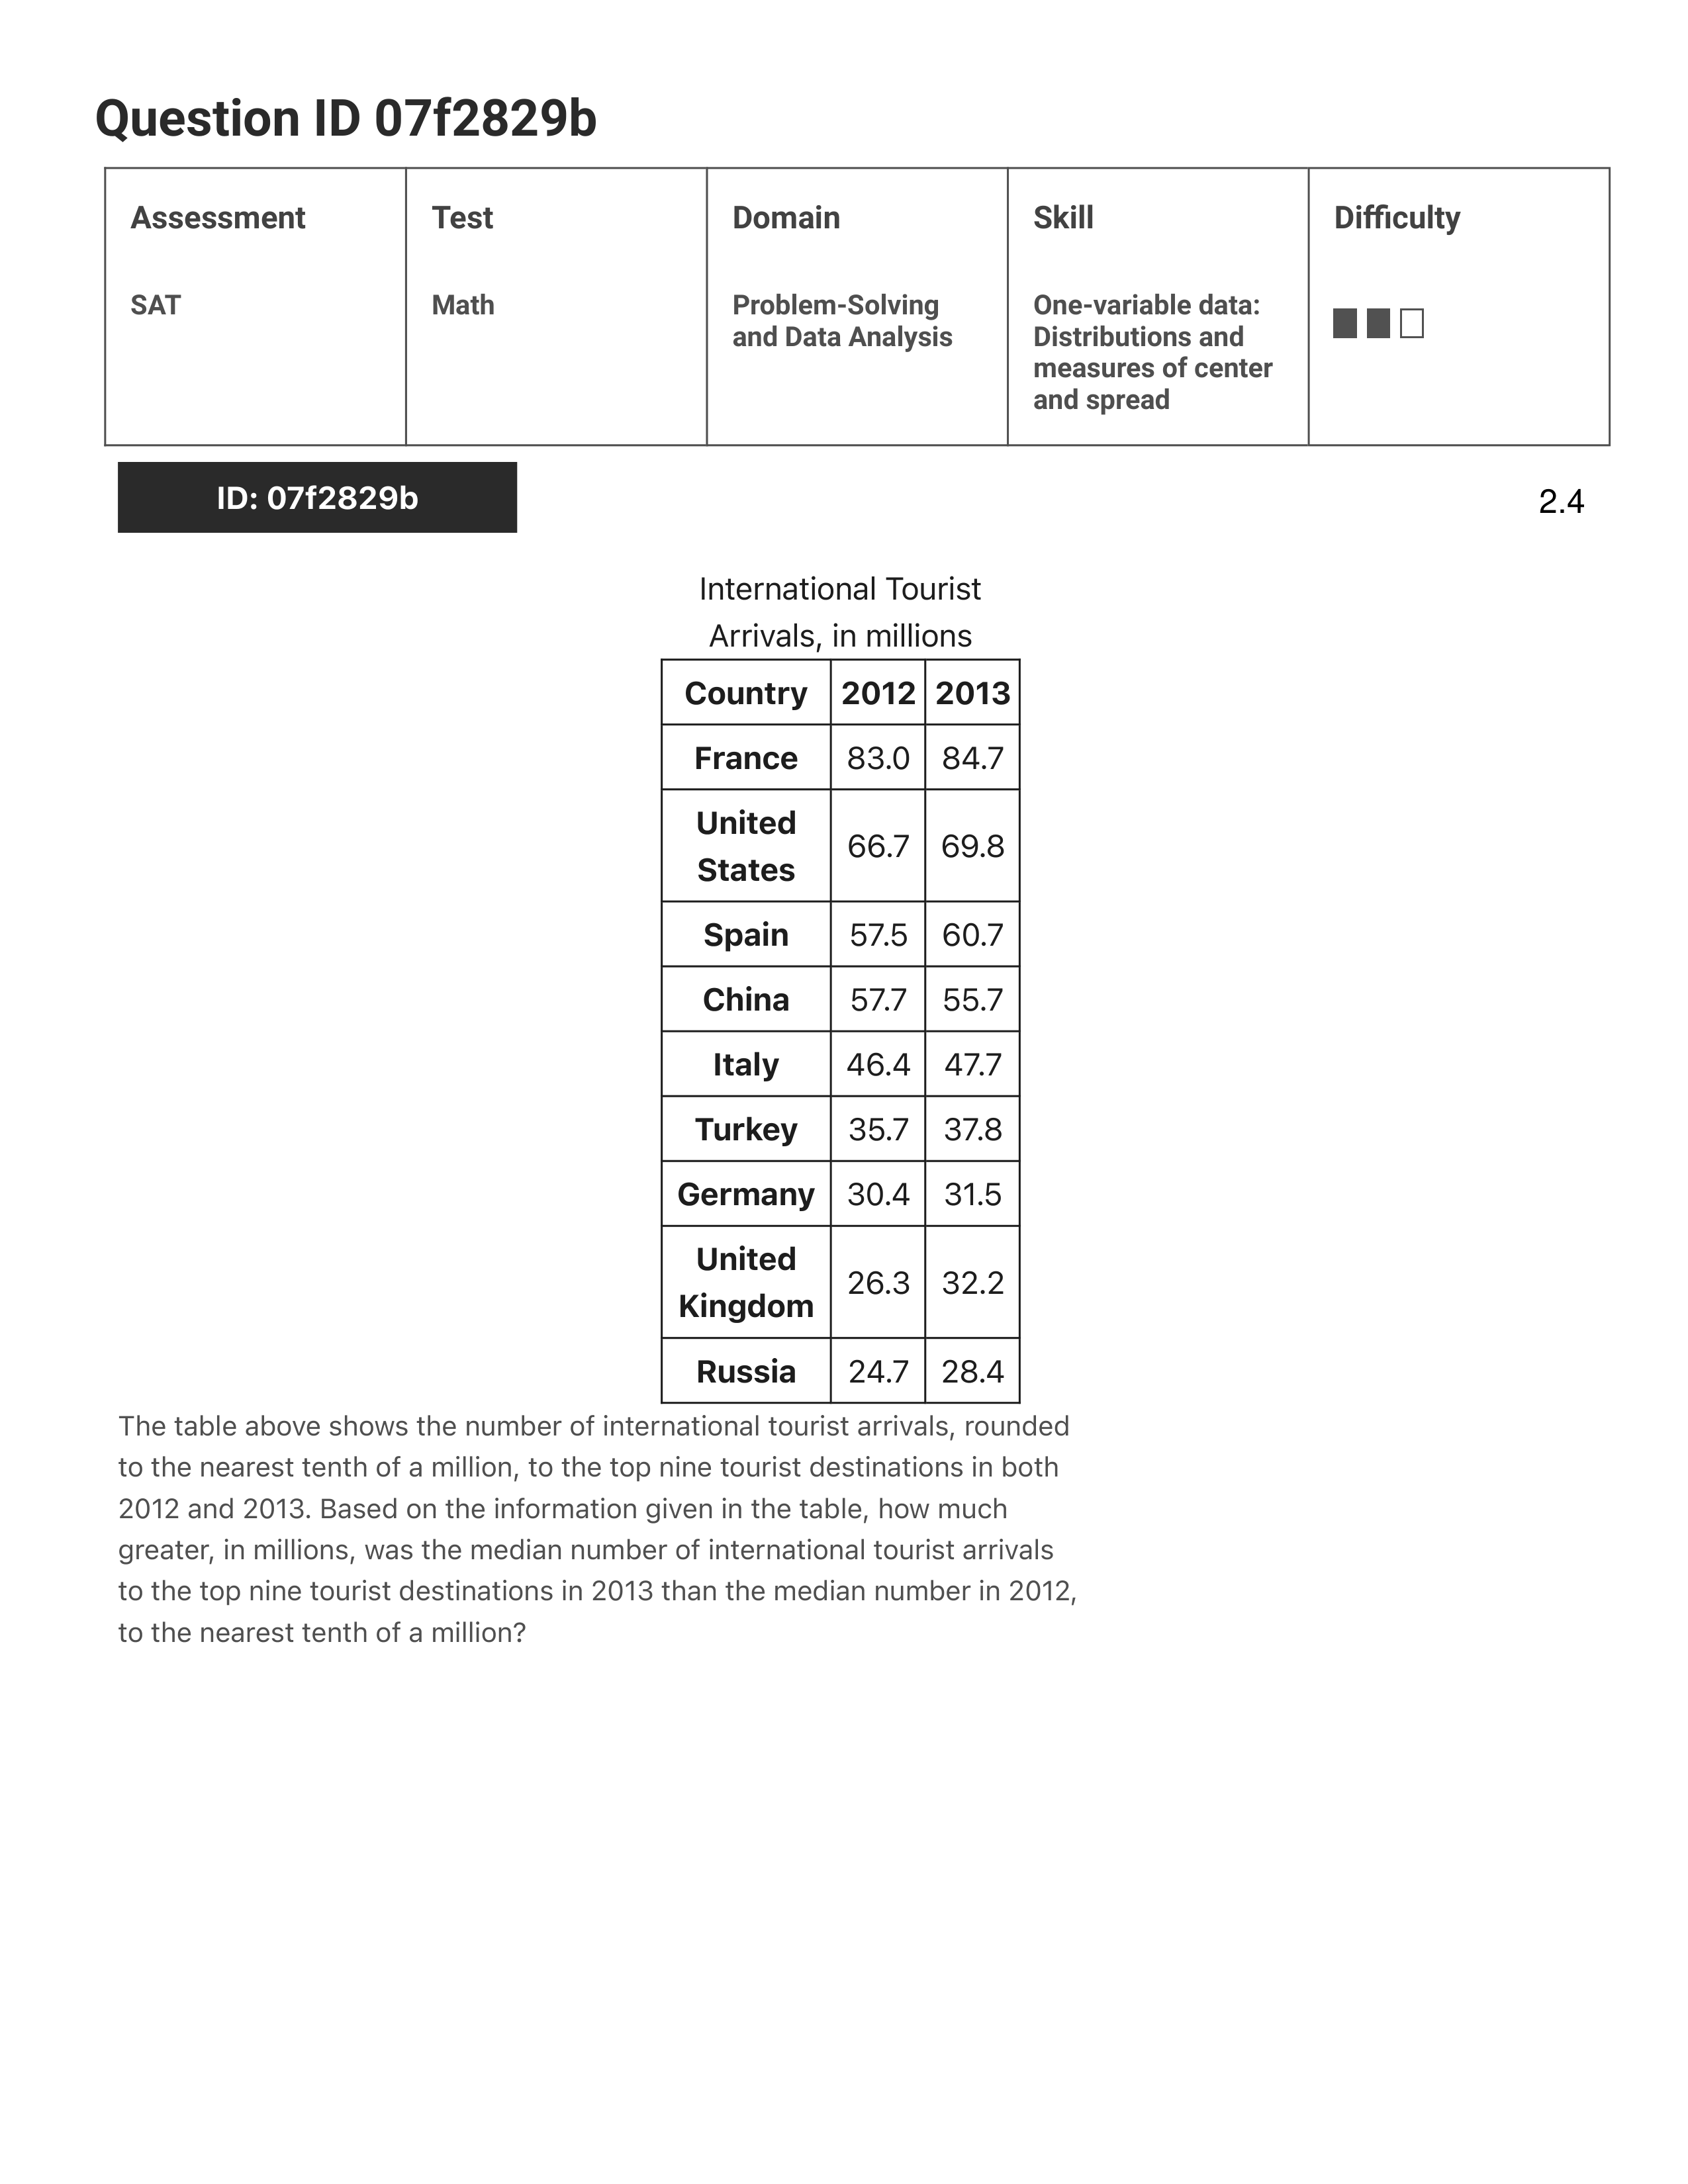 Question ID 07f2829b
Assessment Test Domain Skill Difficulty
SAT Math Problem-Solving and Data Analysis One-variable data: Distributions and measures of center and spread
ID: 07f2829b 2.4
International Tourist
Arrivals, in millions
Country 2012 2013
France 83.0 84.7
United States 66.7 69.8
Spain 57.5 60.7
China 57.7 55.7
Italy 46.4 47.7
Turkey 35.7 37.8
Germany 30.4 31.5
United Kingdom 26.3 32.2
Russia 24.7 28.4
The table above shows the number of international tourist arrivals, rounded
to the nearest tenth of a million, to the top nine tourist destinations in both
2012 and 2013. Based on the information given in the table, how much
greater, in millions, was the median number of international tourist arrivals
to the top nine tourist destinations in 2013 than the median number in 2012,
to the nearest tenth of a million?